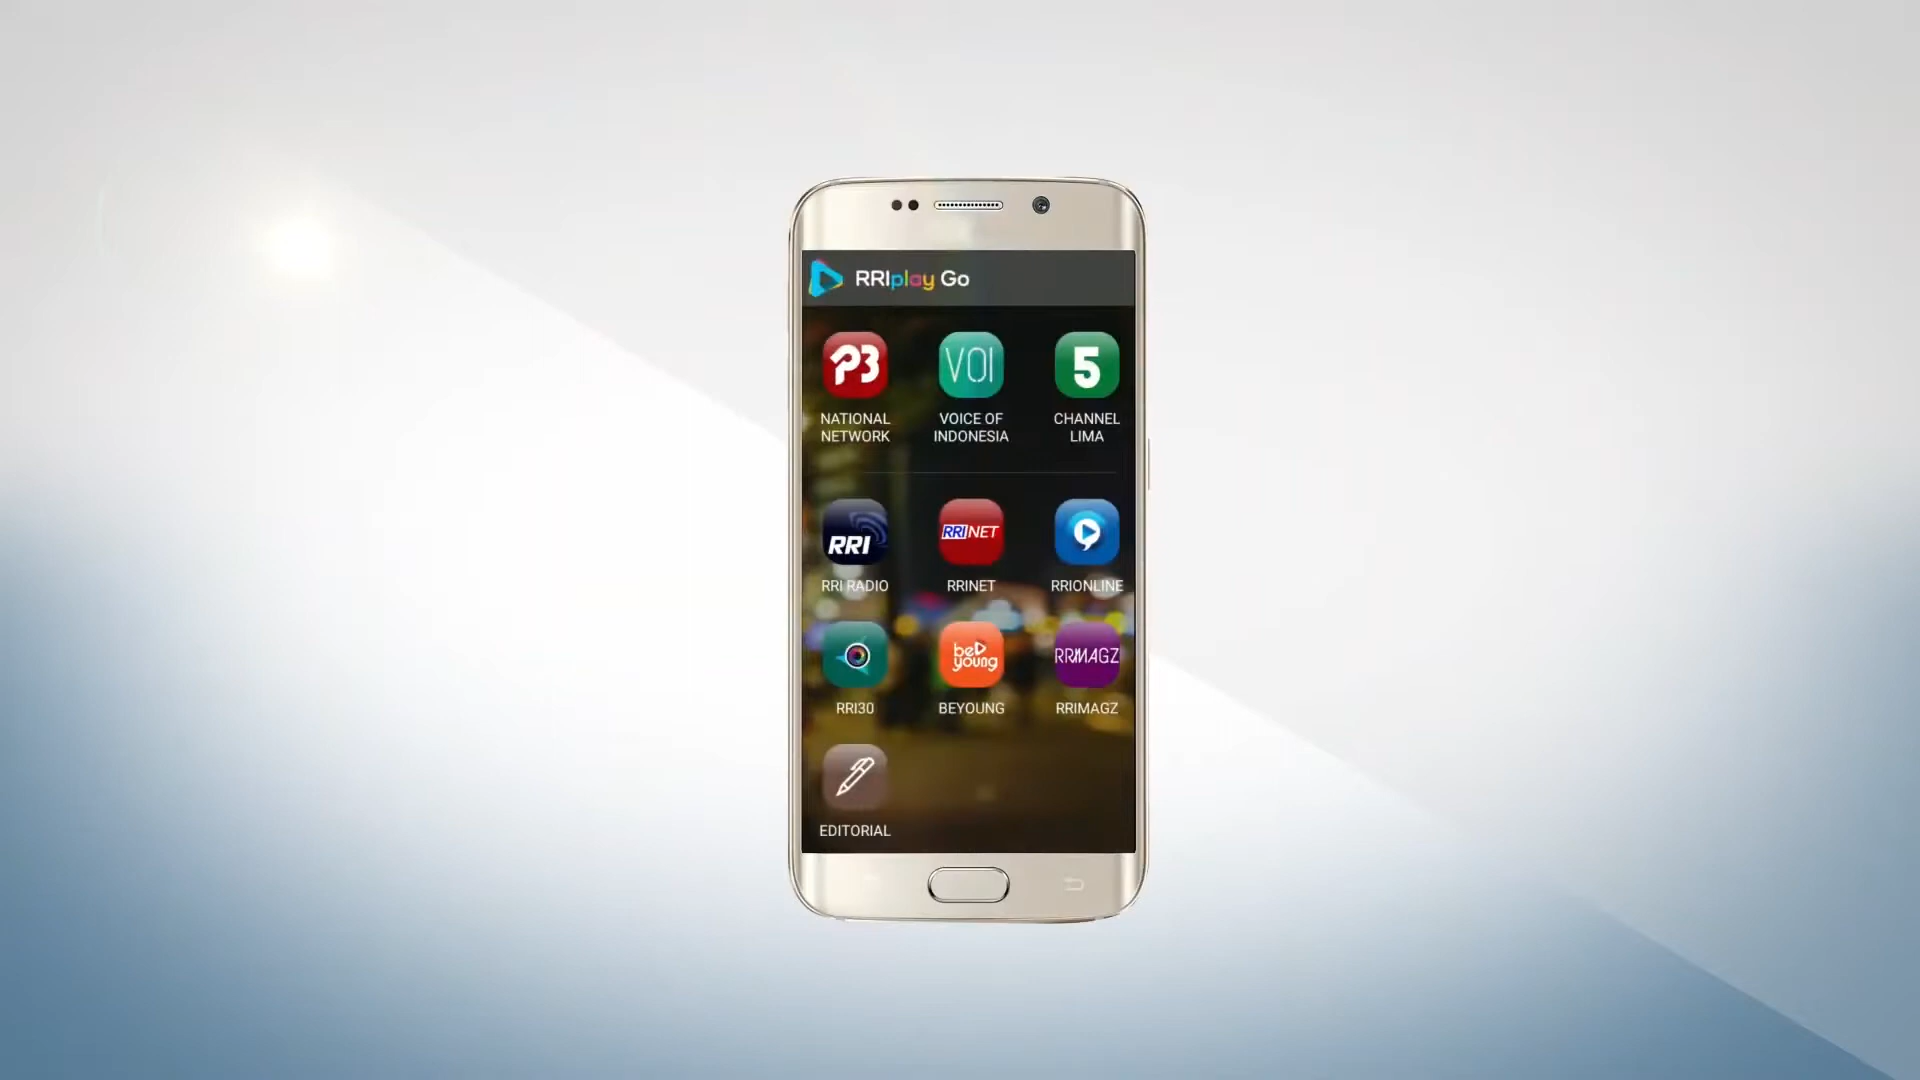 RRIplay Go
P3 VOI 5
NATIONAL NETWORK
VOICE OF INDONESIA
CHANNEL LIMA
RRI RRINET
RRI RADIO RRINET RRIONLINE
be young RRIMAGZ
RRI30 BEYOUNG RRIMAGZ
EDITORIAL